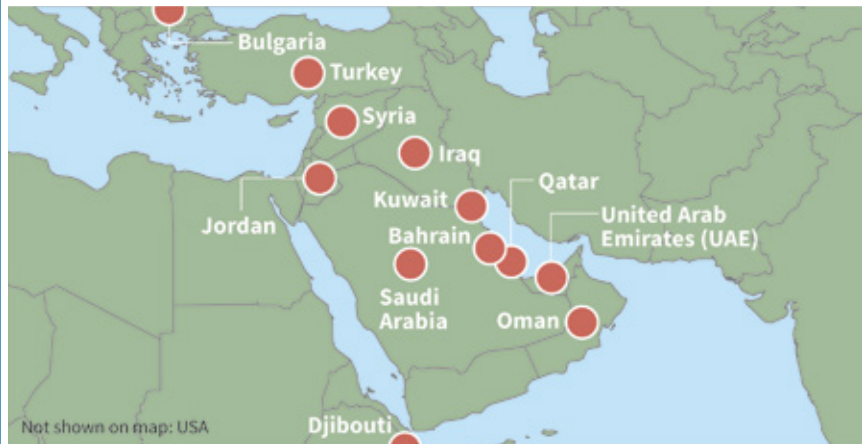 Bulgaria
Turkey
Syria
Iraq
Qatar
Kuwait
United Arab
Emirates (UAE)
Jordan
Bahrain
Saudi
Arabia
Oman
Not shown on map: USA
Djibouti